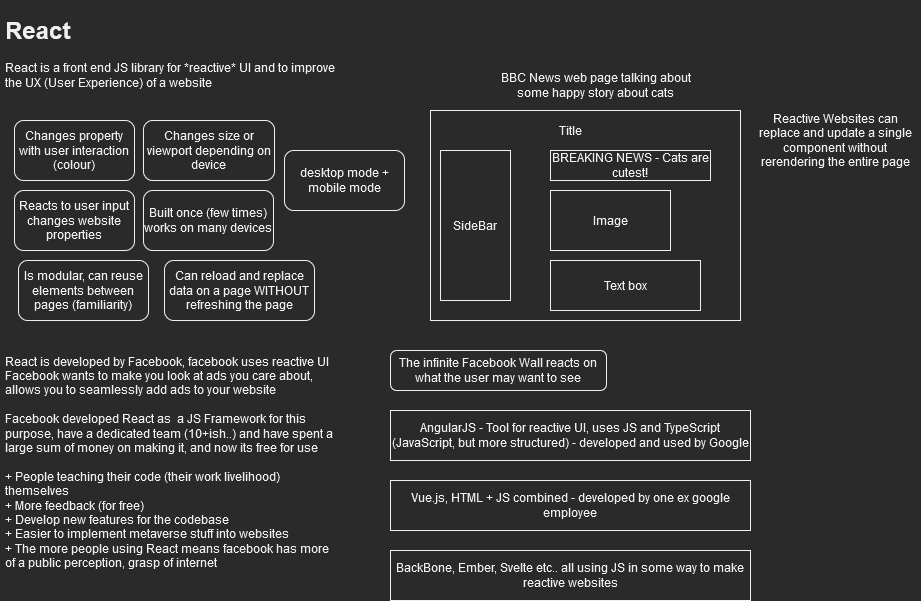 React
React is a front end JS library for *reactive* UI and to improve
the UX (User Experience) of a website
Changes property
with user interaction
(colour)
Changes size or
viewport depending on
device
desktop mode +
mobile mode
Reacts to user input
changes website
properties
Built once (few times)
works on many devices
Is modular, can reuse
elements between
pages (familiarity)
Can reload and replace
data on a page WITHOUT
refreshing the page
BBC News web page talking about
some happy story about cats
Title
BREAKING NEWS - Cats are
cutest!
SideBar
Image
Text box
Reactive Websites can
replace and update a single
component without
rerendering the entire page
React is developed by Facebook, facebook uses reactive UI
Facebook wants to make you look at ads you care about,
allows you to seamlessly add ads to your website
Facebook developed React as  a JS Framework for this
purpose, have a dedicated team (10+ish..) and have spent a
large sum of money on making it, and now its free for use
+ People teaching their code (their work livelihood)
themselves
+ More feedback (for free)
+ Develop new features for the codebase
+ Easier to implement metaverse stuff into websites
+ The more people using React means facebook has more
of a public perception, grasp of internet
The infinite Facebook Wall reacts on
what the user may want to see
AngularJS - Tool for reactive UI, uses JS and TypeScript
(JavaScript, but more structured) - developed and used by Google
Vue.js, HTML + JS combined - developed by one ex google
employee
BackBone, Ember, Svelte etc.. all using JS in some way to make
reactive websites